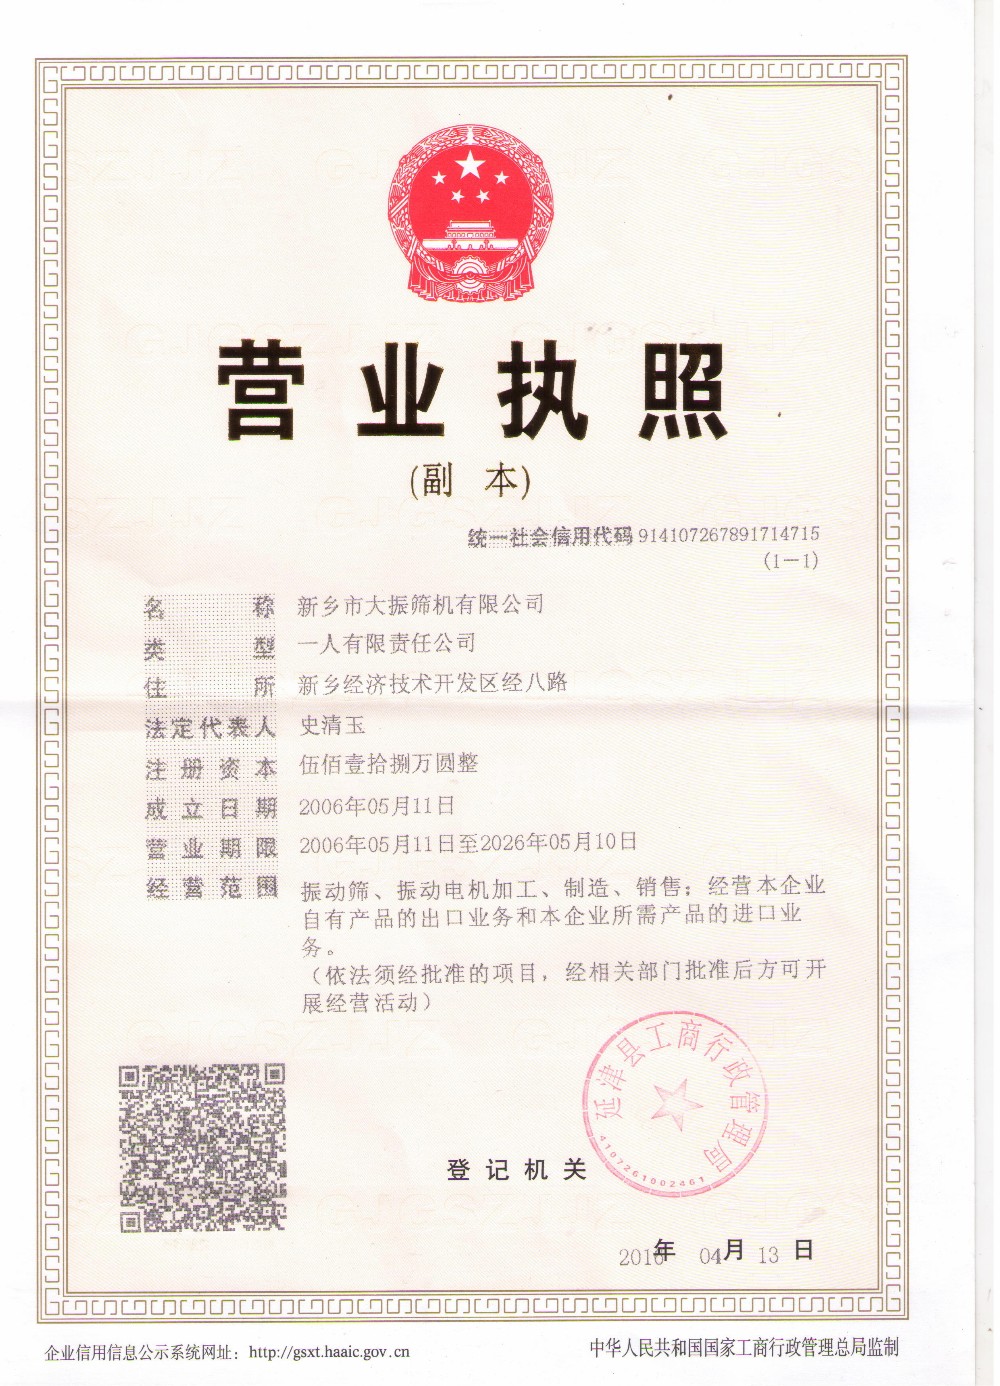 营业执照
(副 本)
统一社会信用代码 914107267891714715
(1-1)
名称 新乡市大振筛机有限公司
类型 一人有限责任公司
住所 新乡经济技术开发区经八路
法定代表人 史清玉
注册资本 伍佰壹拾捌万圆整
成立日期 2006年05月11日
营业期限 2006年05月11日至2026年05月10日
经营范围 振动筛、振动电机加工、制造、销售；经营本企业
自有产品的出口业务和本企业所需产品的进口业
务。
（依法须经批准的项目，经相关部门批准后方可开
展经营活动）
延津县工商行政管理局
4107261002461
登记机关
2016年 04月 13 日
企业信用信息公示系统网址：http://gsxt.haaic.gov.cn
中华人民共和国国家工商行政管理总局监制